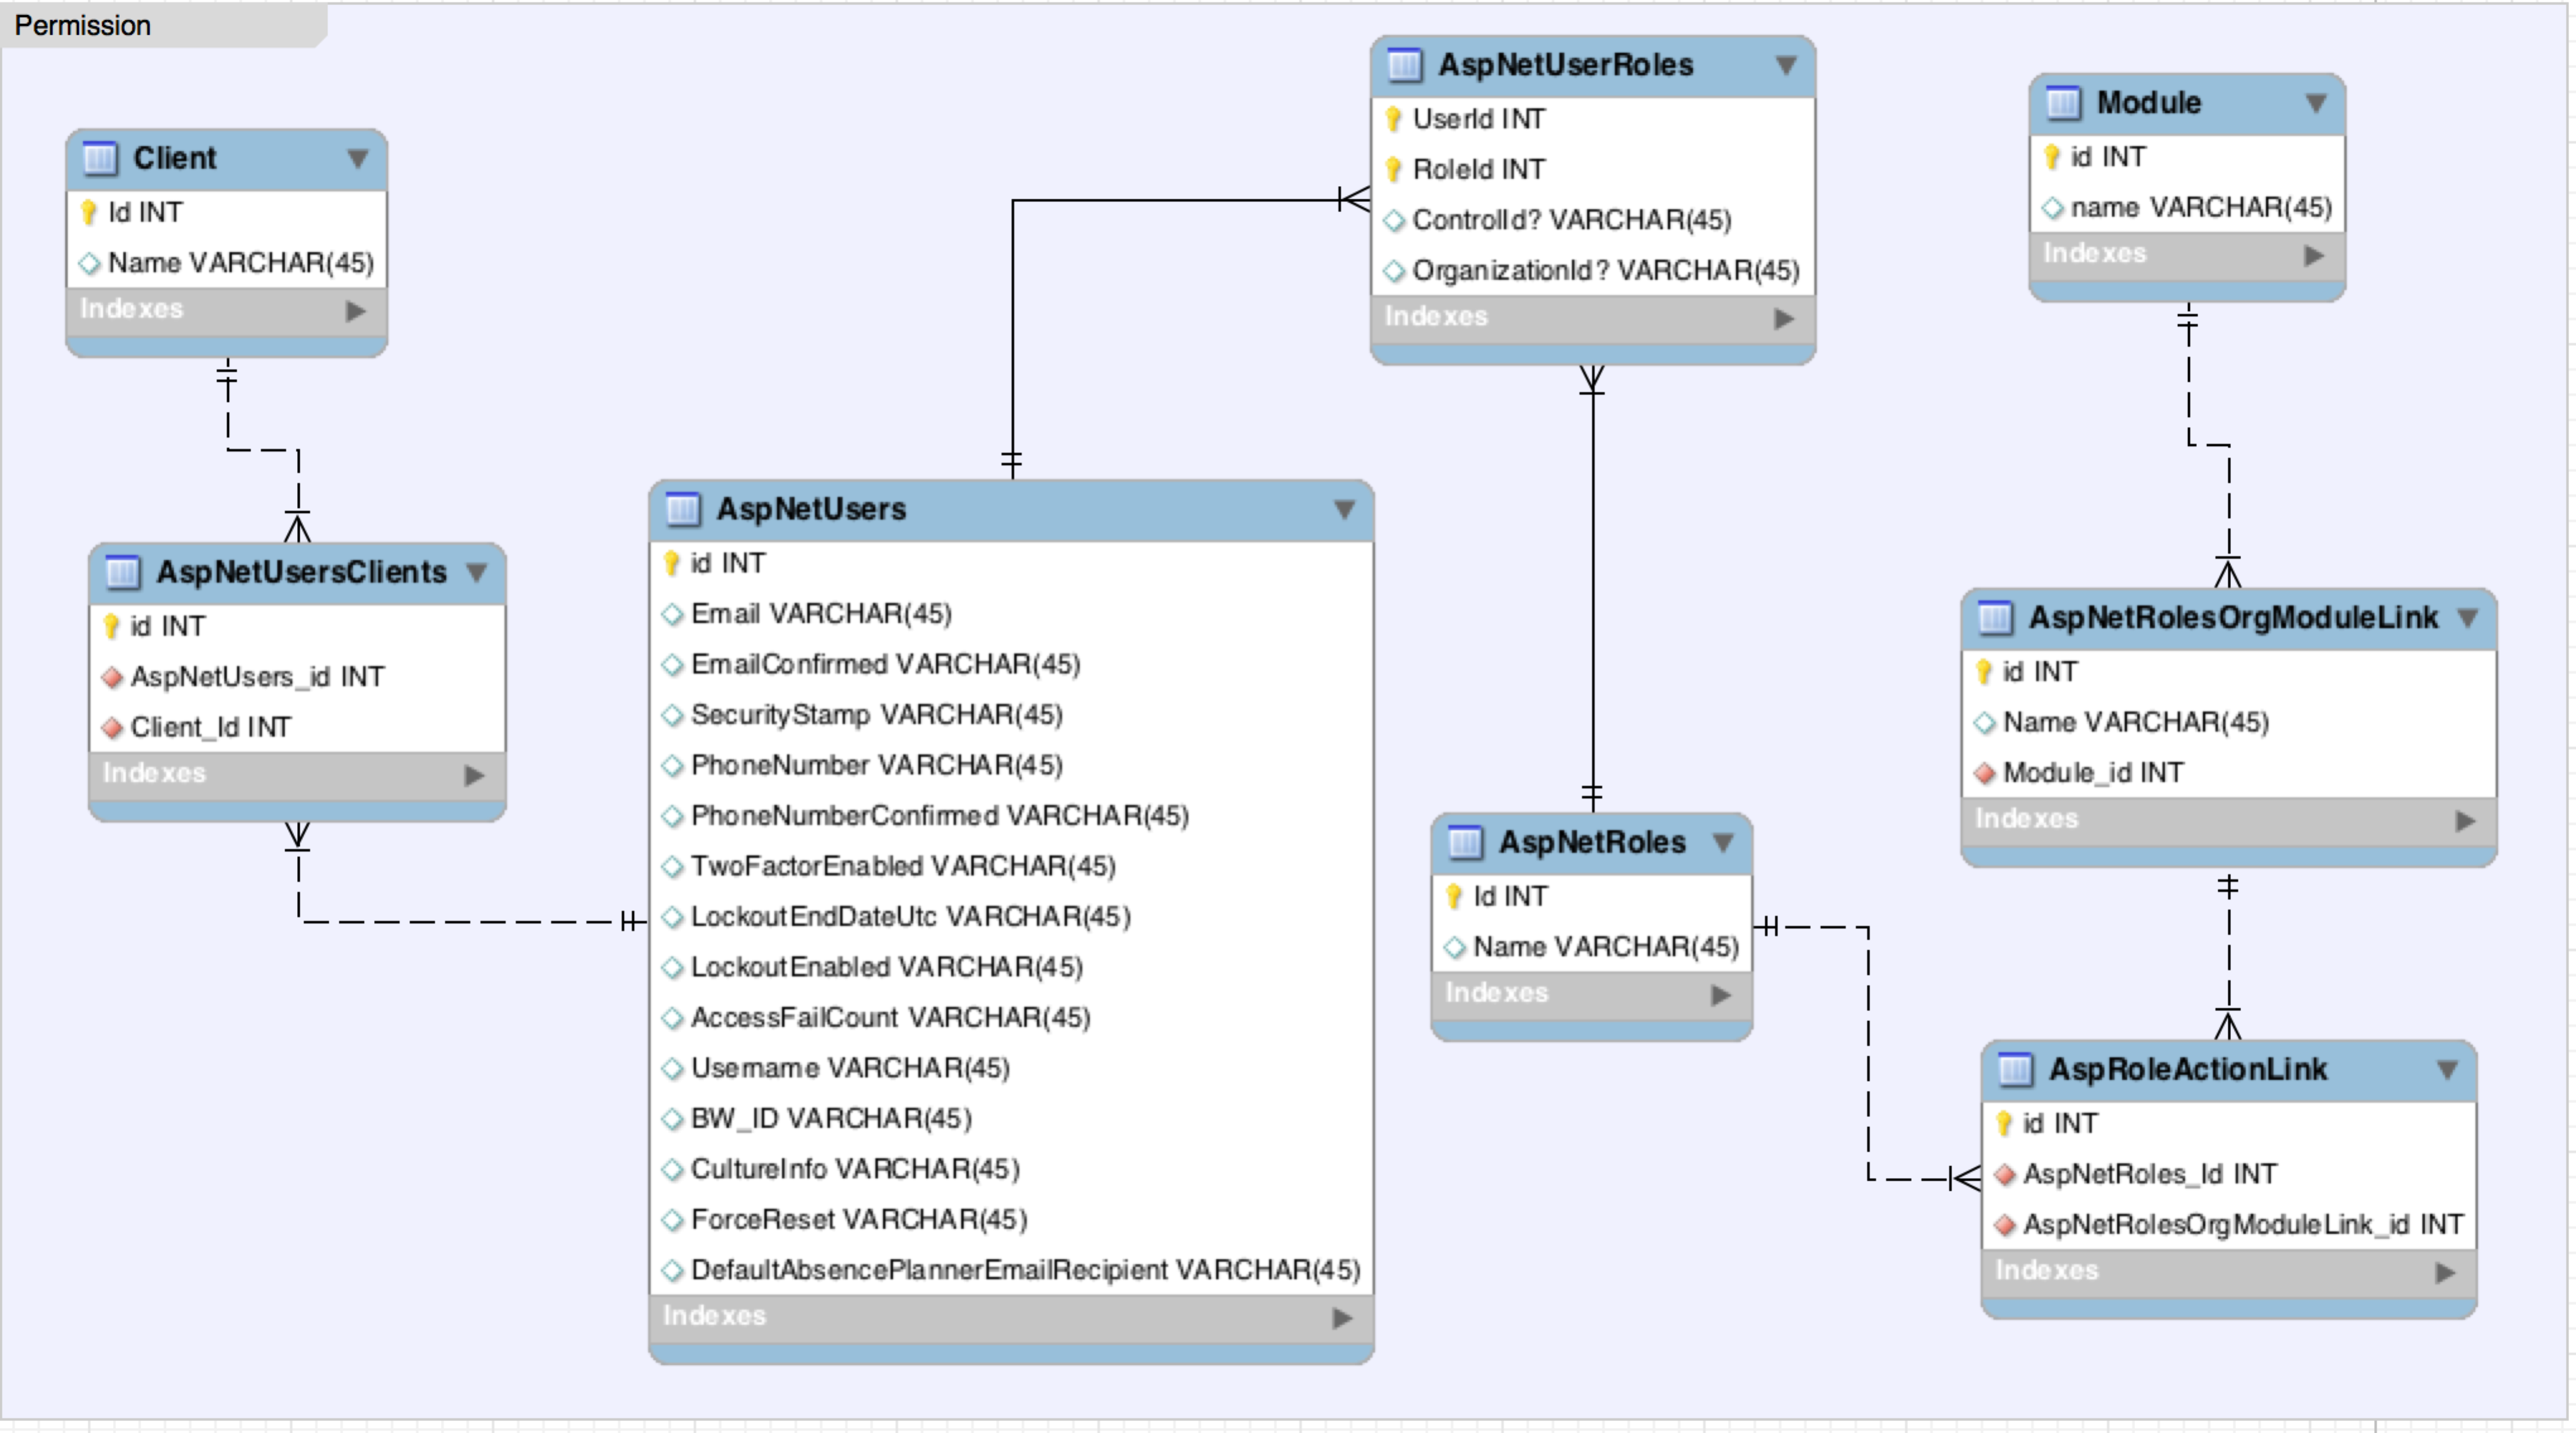 Permission
Client
Id INT
Name VARCHAR(45)
Indexes
AspNetUsersClients
id INT
AspNetUsers_id INT
Client_Id INT
Indexes
AspNetUsers
id INT
Email VARCHAR(45)
EmailConfirmed VARCHAR(45)
SecurityStamp VARCHAR(45)
PhoneNumber VARCHAR(45)
PhoneNumberConfirmed VARCHAR(45)
TwoFactorEnabled VARCHAR(45)
LockoutEndDateUtc VARCHAR(45)
LockoutEnabled VARCHAR(45)
AccessFailCount VARCHAR(45)
Username VARCHAR(45)
BW_ID VARCHAR(45)
CultureInfo VARCHAR(45)
ForceReset VARCHAR(45)
DefaultAbsencePlannerEmailRecipient VARCHAR(45)
Indexes
AspNetUserRoles
UserId INT
RoleId INT
ControlId? VARCHAR(45)
OrganizationId? VARCHAR(45)
Indexes
AspNetRoles
Id INT
Name VARCHAR(45)
Indexes
Module
id INT
name VARCHAR(45)
Indexes
AspNetRolesOrgModuleLink
id INT
Name VARCHAR(45)
Module_id INT
Indexes
AspRoleActionLink
id INT
AspNetRoles_Id INT
AspNetRolesOrgModuleLink_id INT
Indexes